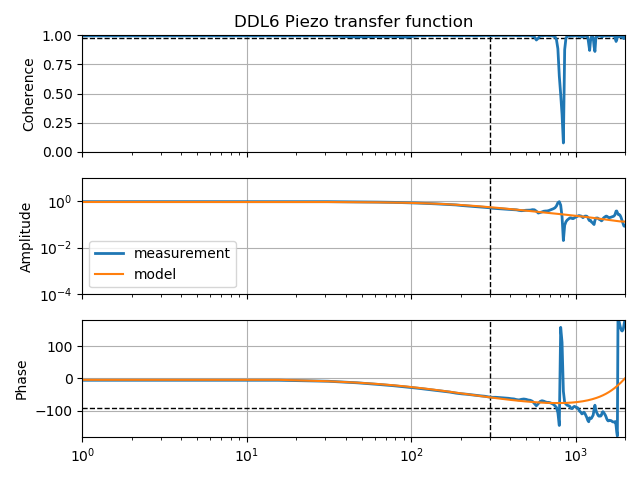 DDL6 Piezo transfer function
1.00
0.75
0.50
0.25
0.00
Coherence
10⁰
10⁻²
10⁻⁴
Amplitude
measurement
model
100
0
−100
Phase
10⁰ 10¹ 10² 10³